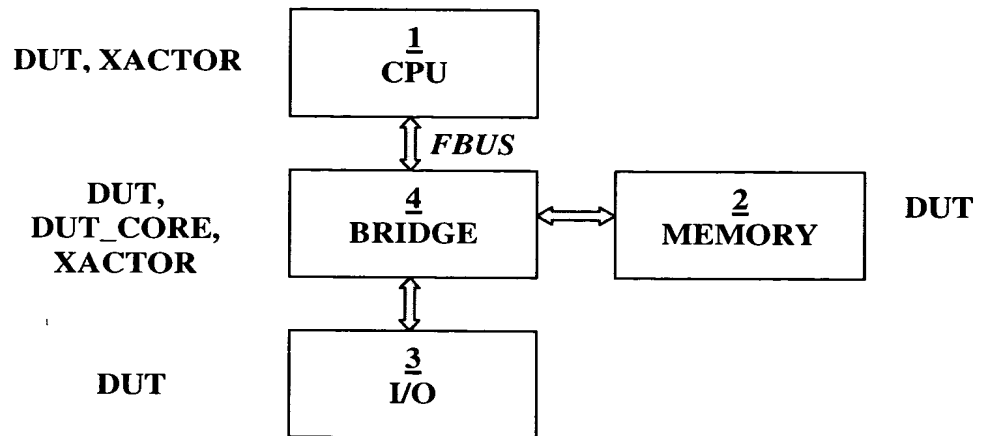 DUT, XACTOR
1
CPU
FBUS
DUT,
DUT_CORE,
XACTOR
4
BRIDGE
2
MEMORY
DUT
DUT
3
I/O